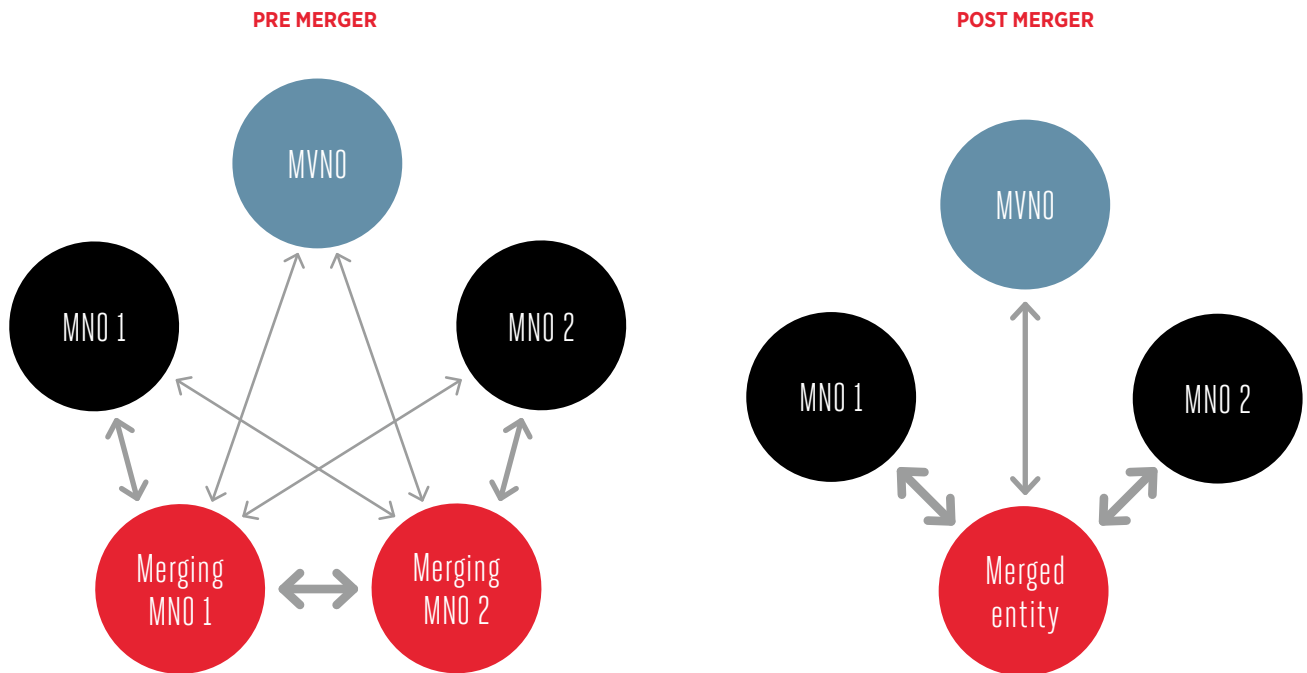 PRE MERGER
MVNO
MNO 1
MNO 2
Merging
MNO 1
Merging
MNO 2
POST MERGER
MVNO
MNO 1
MNO 2
Merged
entity